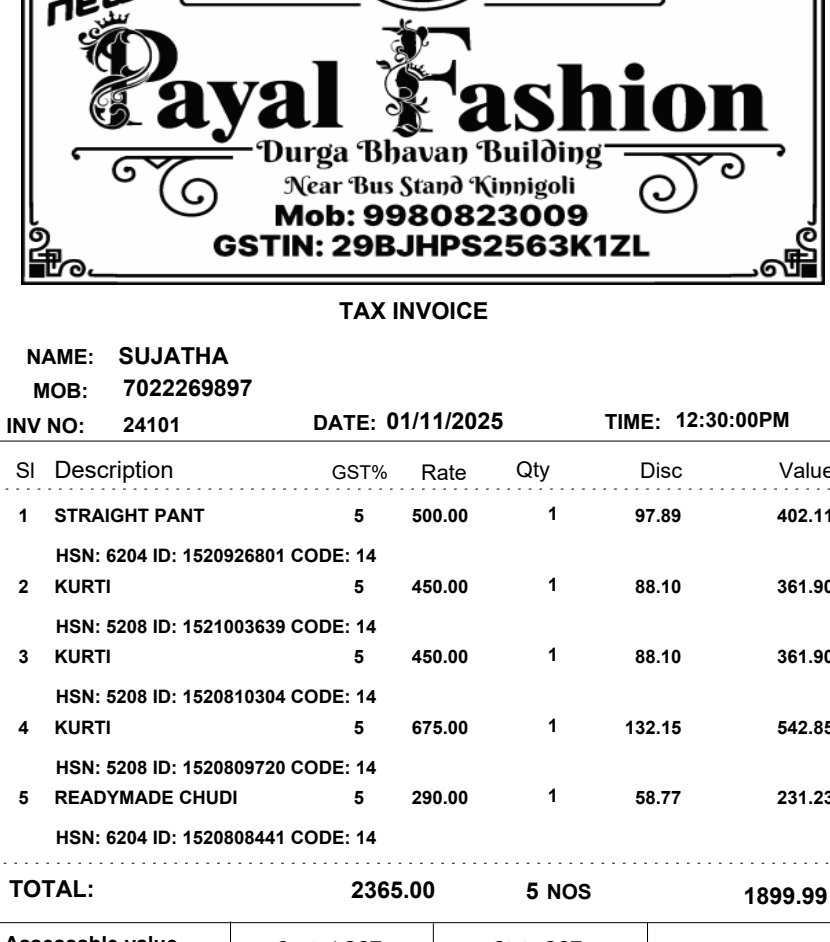 new
Payal Fashion
Durga Bhavan Building
Near Bus Stand Kinnigoli
Mob: 9980823009
GSTIN: 29BJHPS2563K1ZL
TAX INVOICE
NAME: SUJATHA
MOB: 7022269897
INV NO: 24101 DATE: 01/11/2025 TIME: 12:30:00PM
Sl Description GST% Rate Qty Disc Value
1 STRAIGHT PANT 5 500.00 1 97.89 402.11
HSN: 6204 ID: 1520926801 CODE: 14
2 KURTI 5 450.00 1 88.10 361.90
HSN: 5208 ID: 1521003639 CODE: 14
3 KURTI 5 450.00 1 88.10 361.90
HSN: 5208 ID: 1520810304 CODE: 14
4 KURTI 5 675.00 1 132.15 542.85
HSN: 5208 ID: 1520809720 CODE: 14
5 READYMADE CHUDI 5 290.00 1 58.77 231.23
HSN: 6204 ID: 1520808441 CODE: 14
TOTAL: 2365.00 5 NOS 1899.99